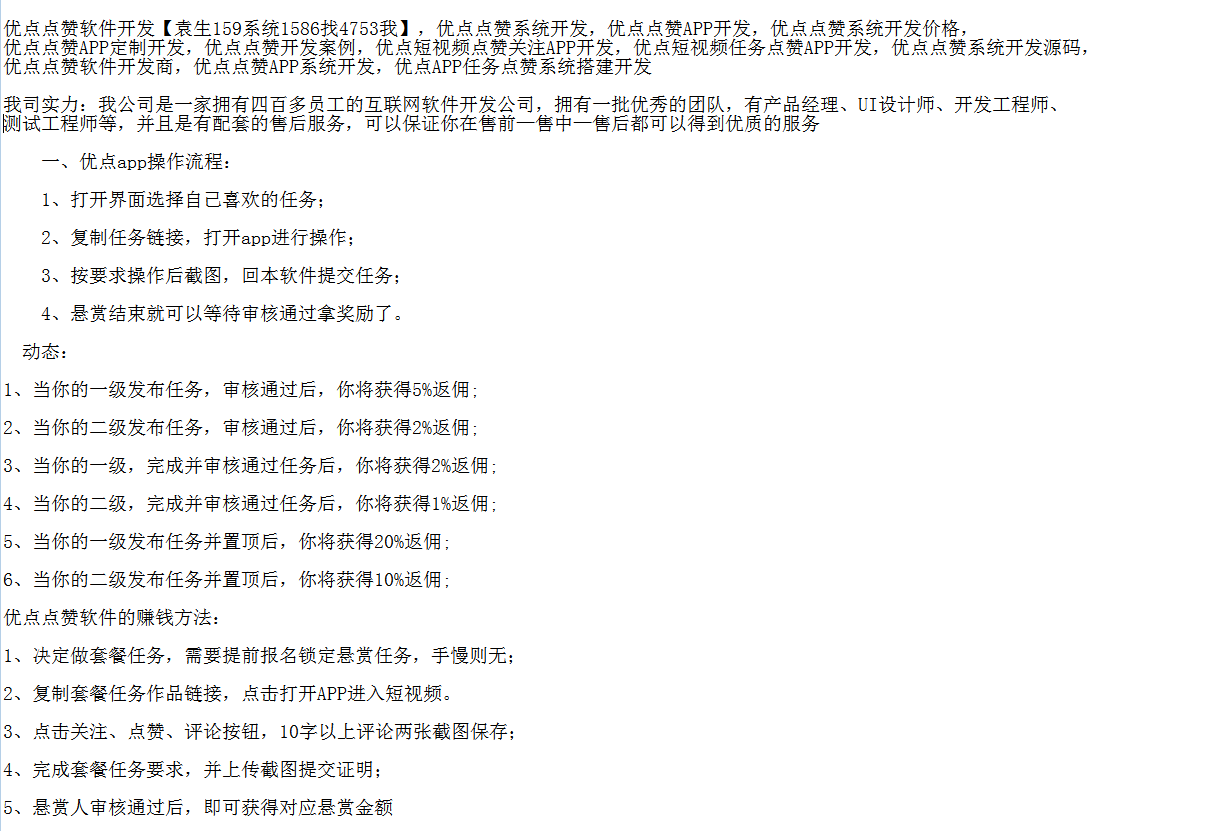 优点点赞软件开发【袁生159系统1586找4753我】，优点点赞系统开发，优点点赞APP开发，优点点赞系统开发价格，
优点点赞APP定制开发，优点点赞开发案例，优点短视频点赞关注APP开发，优点短视频任务点赞APP开发，优点点赞系统开发源码，
优点点赞软件开发商，优点点赞APP系统开发，优点APP任务点赞系统搭建开发
我司实力：我公司是一家拥有四百多员工的互联网软件开发公司，拥有一批优秀的团队，有产品经理、UI设计师、开发工程师、
测试工程师等，并且是有配套的售后服务，可以保证你在售前一售中一售后都可以得到优质的服务
一、优点app操作流程：
1、打开界面选择自己喜欢的任务；
2、复制任务链接，打开app进行操作；
3、按要求操作后截图，回本软件提交任务；
4、悬赏结束就可以等待审核通过拿奖励了。
动态：
1、当你的一级发布任务，审核通过后，你将获得5%返佣；
2、当你的二级发布任务，审核通过后，你将获得2%返佣；
3、当你的一级，完成并审核通过任务后，你将获得2%返佣；
4、当你的二级，完成并审核通过任务后，你将获得1%返佣；
5、当你的一级发布任务并置顶后，你将获得20%返佣；
6、当你的二级发布任务并置顶后，你将获得10%返佣；
优点点赞软件的赚钱方法：
1、决定做套餐任务，需要提前报名锁定悬赏任务，手慢则无；
2、复制套餐任务作品链接，点击打开APP进入短视频。
3、点击关注、点赞、评论按钮，10字以上评论两张截图保存；
4、完成套餐任务要求，并上传截图提交证明；
5、悬赏人审核通过后，即可获得对应悬赏金额